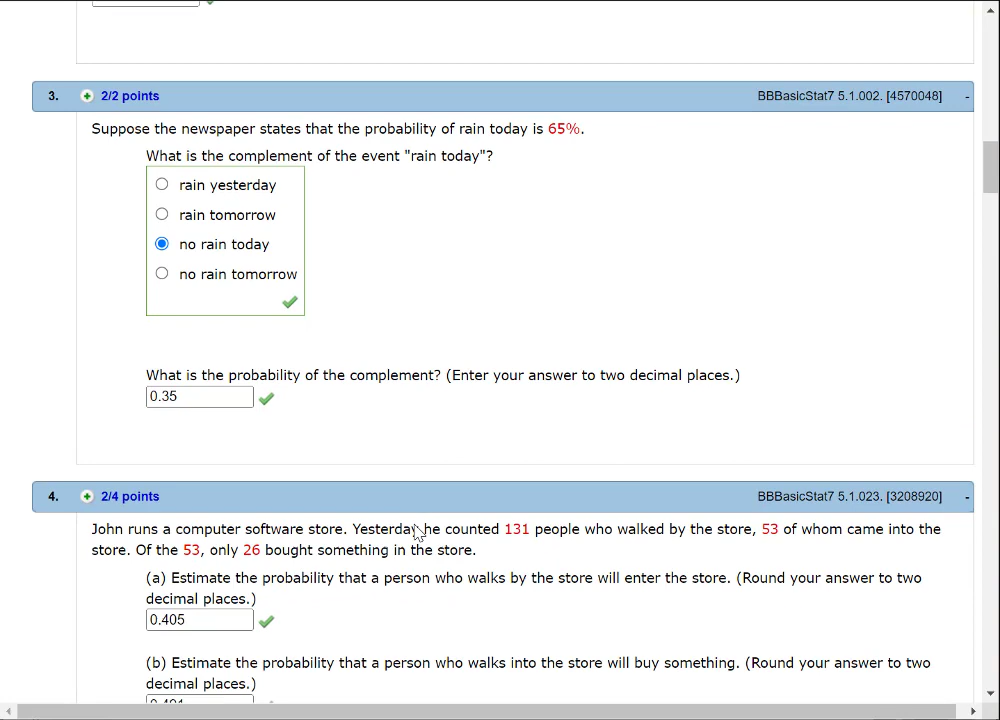 3. 2/2 points BBBasicStat7 5.1.002. [4570048] -
Suppose the newspaper states that the probability of rain today is 65%.
What is the complement of the event "rain today"?
rain yesterday
rain tomorrow
no rain today
no rain tomorrow
What is the probability of the complement? (Enter your answer to two decimal places.)
0.35
4. 2/4 points BBBasicStat7 5.1.023. [3208920] -
John runs a computer software store. Yesterday he counted 131 people who walked by the store, 53 of whom came into the
store. Of the 53, only 26 bought something in the store.
(a) Estimate the probability that a person who walks by the store will enter the store. (Round your answer to two
decimal places.)
0.405
(b) Estimate the probability that a person who walks into the store will buy something. (Round your answer to two
decimal places.)